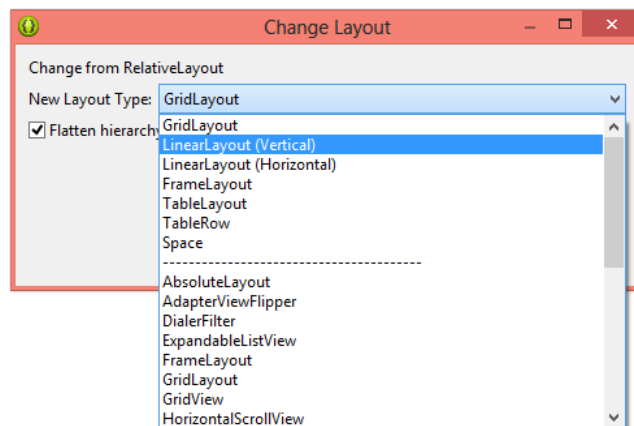 Change Layout
Change from RelativeLayout
New Layout Type: GridLayout
Flatten hierarchy
GridLayout
LinearLayout (Vertical)
LinearLayout (Horizontal)
FrameLayout
TableLayout
TableRow
Space
----------------------------------------
AbsoluteLayout
AdapterViewFlipper
DialerFilter
ExpandableListView
FrameLayout
GridLayout
GridView
HorizontalScrollView